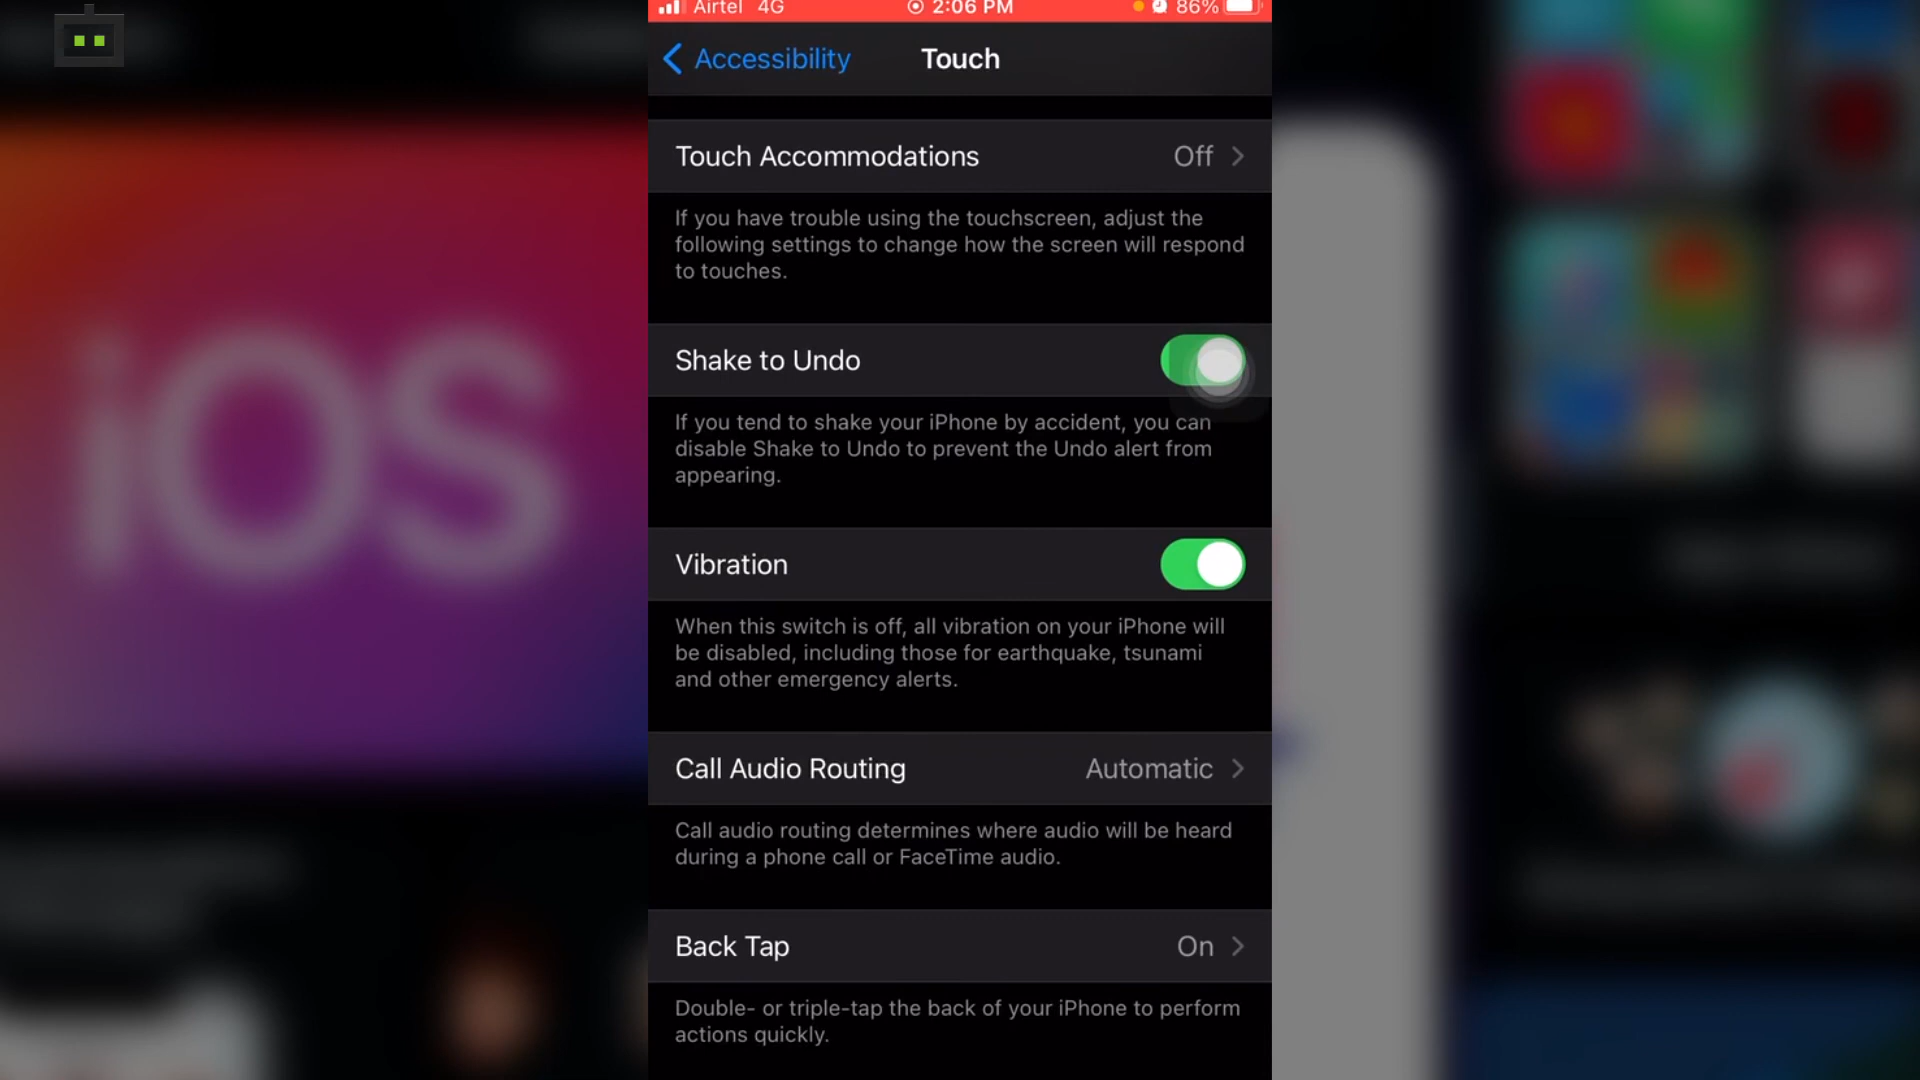 Airtel 4G 2:06 PM 86%
Accessibility Touch
Touch Accommodations Off
If you have trouble using the touchscreen, adjust the
following settings to change how the screen will respond
to touches.
Shake to Undo
If you tend to shake your iPhone by accident, you can
disable Shake to Undo to prevent the Undo alert from
appearing.
Vibration
When this switch is off, all vibration on your iPhone will
be disabled, including those for earthquake, tsunami
and other emergency alerts.
Call Audio Routing Automatic
Call audio routing determines where audio will be heard
during a phone call or FaceTime audio.
Back Tap On
Double- or triple-tap the back of your iPhone to perform
actions quickly.
iOS